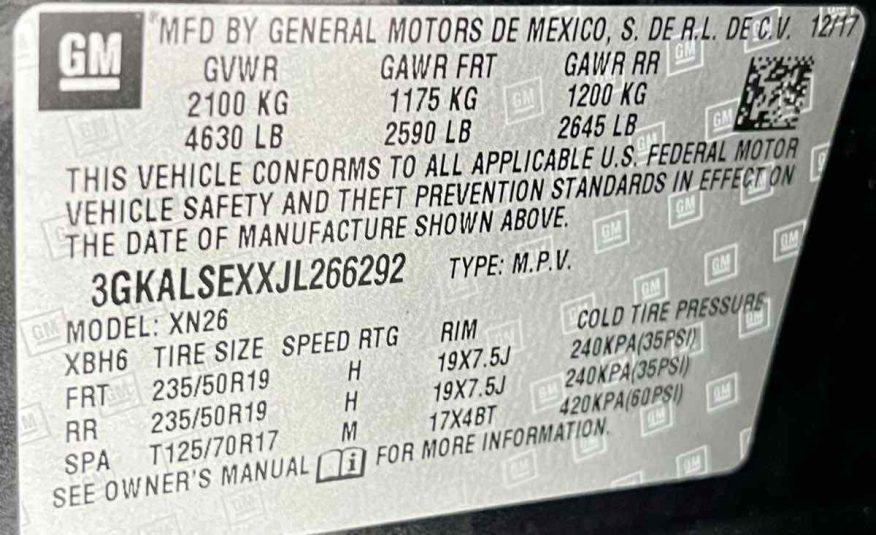 GM
MFD BY GENERAL MOTORS DE MEXICO, S. DE R.L. DE C.V. 12/17
GVWR GAWR FRT GAWR RR
2100 KG 1175 KG 1200 KG
4630 LB 2590 LB 2645 LB
THIS VEHICLE CONFORMS TO ALL APPLICABLE U.S. FEDERAL MOTOR
VEHICLE SAFETY AND THEFT PREVENTION STANDARDS IN EFFECT ON
THE DATE OF MANUFACTURE SHOWN ABOVE.
3GKALSEXXJL266292 TYPE: M.P.V.
MODEL: XN26
XBH6 TIRE SIZE SPEED RTG RIM COLD TIRE PRESSURE
FRT 235/50R19 H 19X7.5J 240KPA(35PSI)
RR 235/50R19 H 19X7.5J 240KPA(35PSI)
SPA T125/70R17 M 17X4BT 420KPA(60PSI)
SEE OWNER'S MANUAL i FOR MORE INFORMATION.